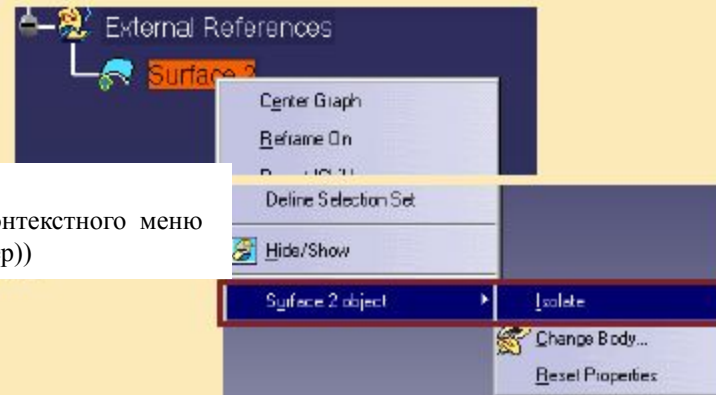 External References
Surface 2
Center Graph
Reframe On
Define Selection Set
онтекстного меню
р))
Hide/Show
Surface 2 object
Isolate
Change Body...
Reset Properties